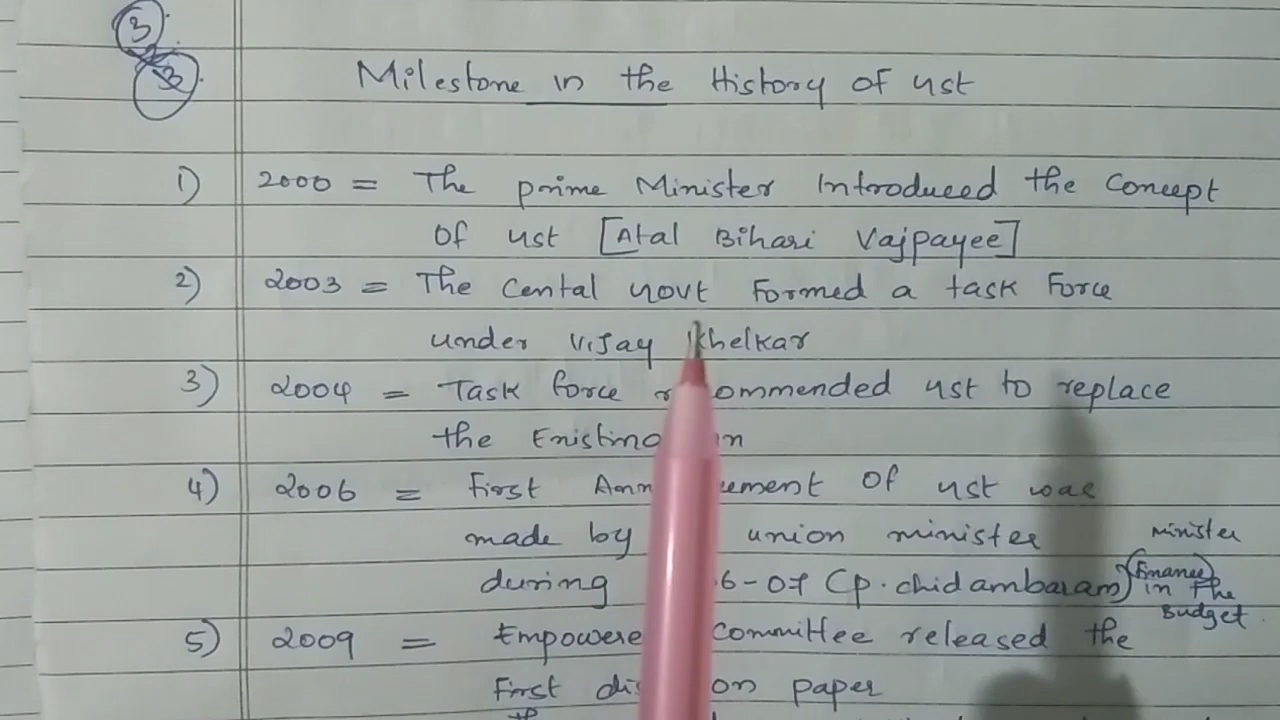 3
Milestone in the History of GST
1) 2000 = The prime Minister Introduced the Concept
Of GST [Atal Bihari Vajpayee]
2) 2003 = The Cental Govt Formed a task Force
under Vijay Khelkar
3) 2004 = Task force ommended GST to replace
the
4) 2006 = First ement Of GST was
made by union minister
during 6-07 Cp. chidambaram) (Finance) minister in the Budget.
5) 2009 = committee released the
First on paper